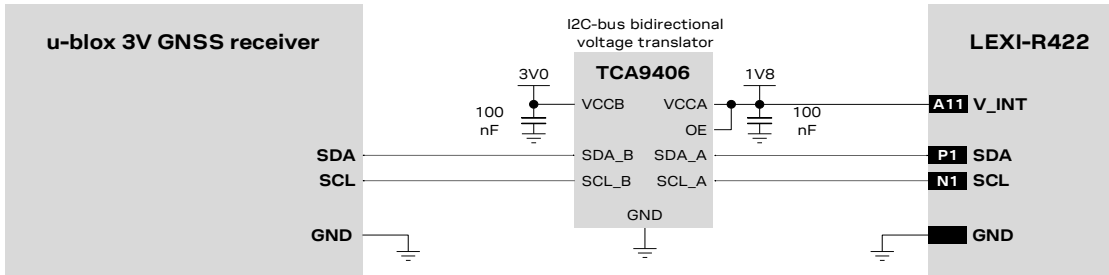 I2C-bus bidirectional
voltage translator
u-blox 3V GNSS receiver
TCA9406
LEXI-R422
3V0
1V8
VCCB
VCCA
A11 V_INT
100
nF
100
nF
OE
SDA
SDA_B
SDA_A
P1 SDA
SCL
SCL_B
SCL_A
N1 SCL
GND
GND
GND